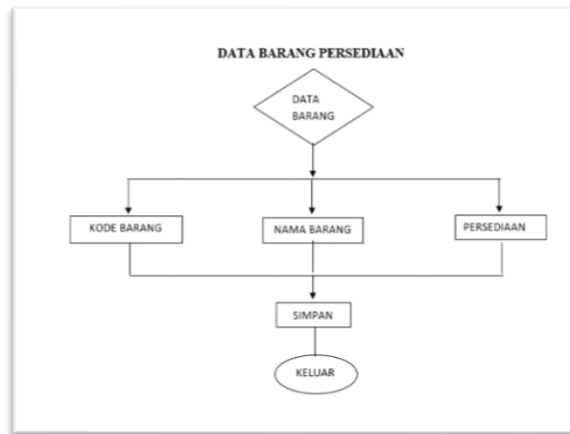 DATA BARANG PERSEDIAAN
DATA
BARANG
KODE BARANG
NAMA BARANG
PERSEDIAAN
SIMPAN
KELUAR